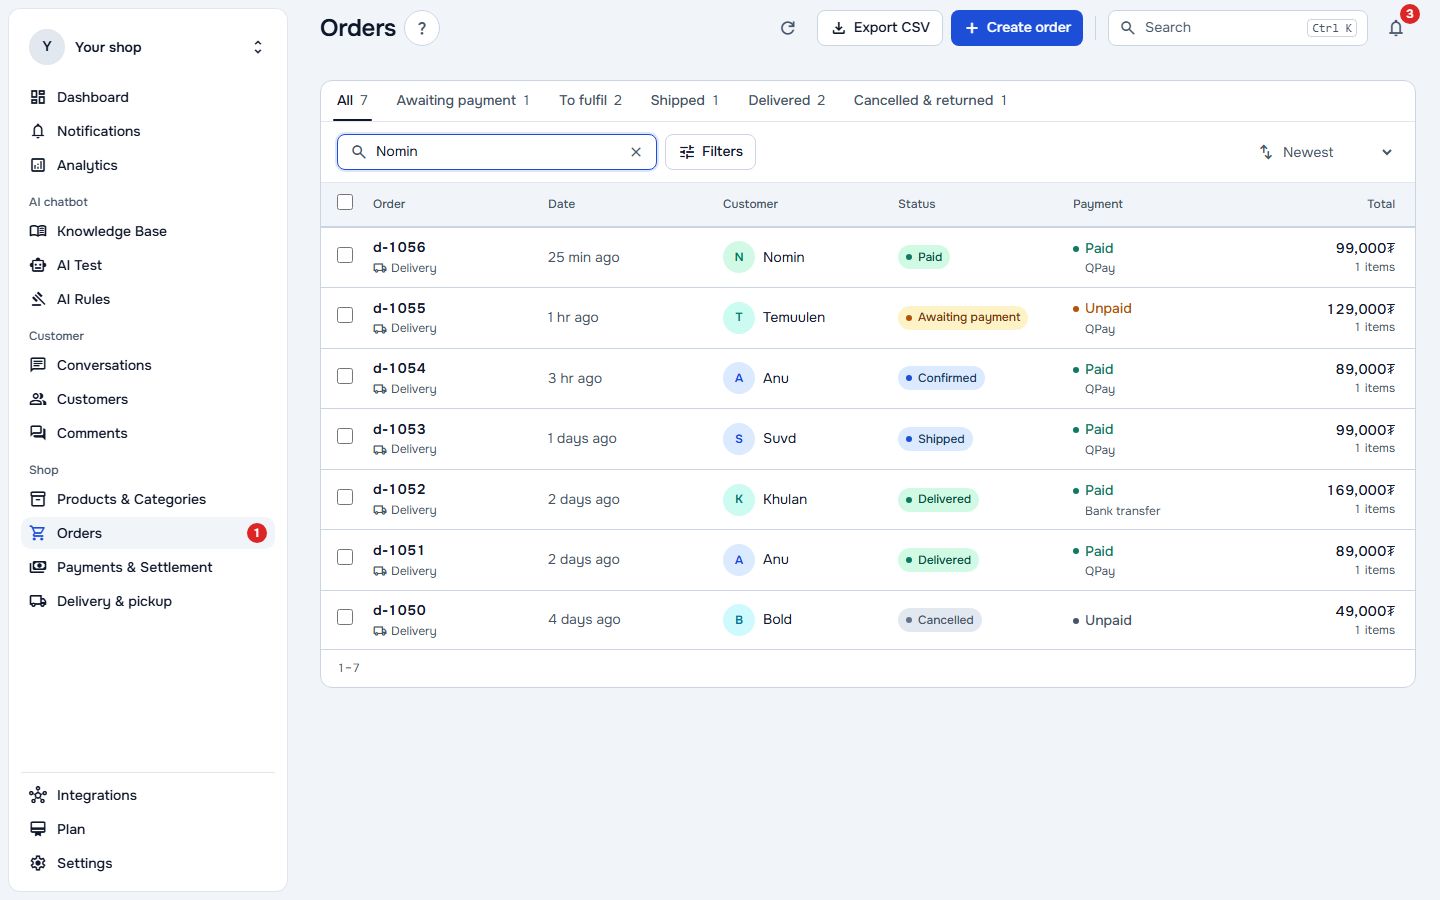 Y Your shop
Dashboard
Notifications
Analytics
AI chatbot
Knowledge Base
AI Test
AI Rules
Customer
Conversations
Customers
Comments
Shop
Products & Categories
Orders 1
Payments & Settlement
Delivery & pickup
Integrations
Plan
Settings
Orders ? Export CSV + Create order Search Ctrl K 3
All 7 Awaiting payment 1 To fulfil 2 Shipped 1 Delivered 2 Cancelled & returned 1
Nomin Filters Newest
Order Date Customer Status Payment Total
d-1056 25 min ago N Nomin Paid Paid 99,000₮
Delivery QPay 1 items
d-1055 1 hr ago T Temuulen Awaiting payment Unpaid 129,000₮
Delivery QPay 1 items
d-1054 3 hr ago A Anu Confirmed Paid 89,000₮
Delivery QPay 1 items
d-1053 1 days ago S Suvd Shipped Paid 99,000₮
Delivery QPay 1 items
d-1052 2 days ago K Khulan Delivered Paid 169,000₮
Delivery Bank transfer 1 items
d-1051 2 days ago A Anu Delivered Paid 89,000₮
Delivery QPay 1 items
d-1050 4 days ago B Bold Cancelled Unpaid 49,000₮
Delivery 1 items
1–7